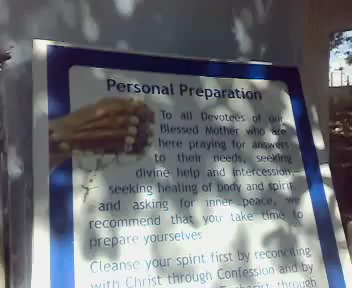 Personal Preparation
To all Devotees of our
Blessed Mother who are
here praying for answers
to their needs, seeking
divine help and intercession,
seeking healing of body and spirit,
and asking for inner peace, we
recommend that you take time to
prepare yourselves
Cleanse your spirit first by reconciling
with Christ through Confession and by
through